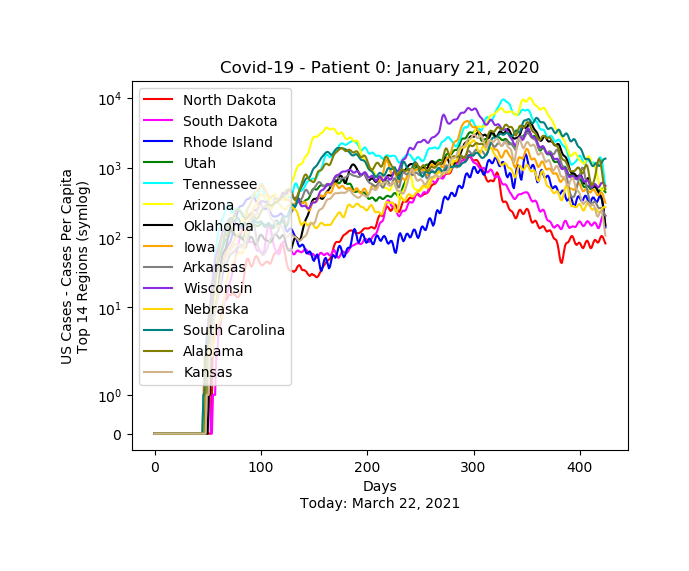 Covid-19 - Patient 0: January 21, 2020
US Cases - Cases Per Capita
Top 14 Regions (symlog)
10⁴
10³
10²
10¹
10⁰
0
North Dakota
South Dakota
Rhode Island
Utah
Tennessee
Arizona
Oklahoma
Iowa
Arkansas
Wisconsin
Nebraska
South Carolina
Alabama
Kansas
0 100 200 300 400
Days
Today: March 22, 2021